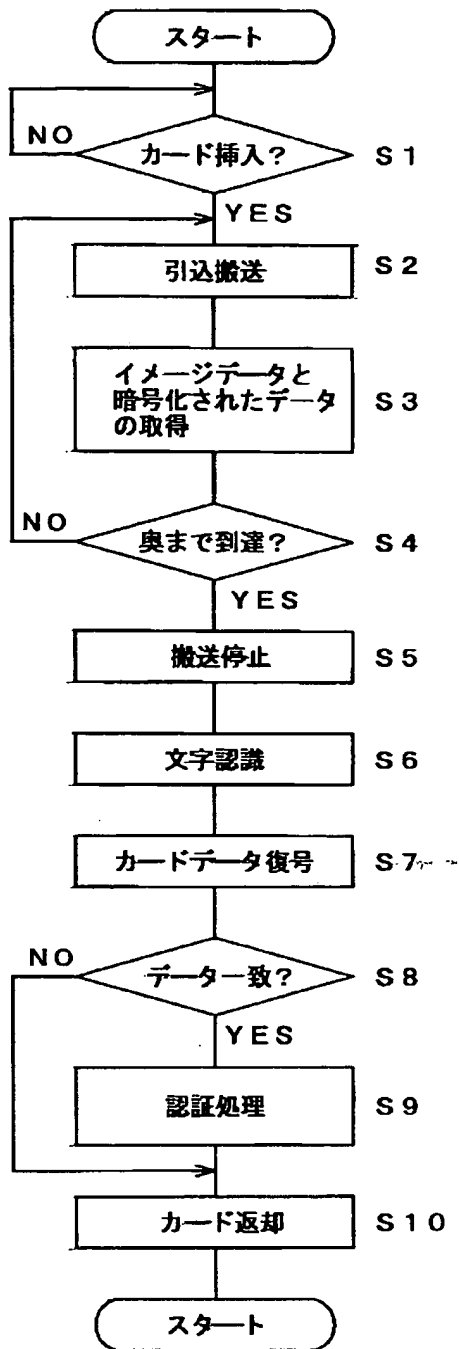 スタート
NO
カード挿入?
S1
YES
引込搬送
S2
イメージデータと
暗号化されたデータ
の取得
S3
NO
奥まで到達?
S4
YES
搬送停止
S5
文字認識
S6
カードデータ復号
S7
NO
データ一致?
S8
YES
認証処理
S9
カード返却
S10
スタート